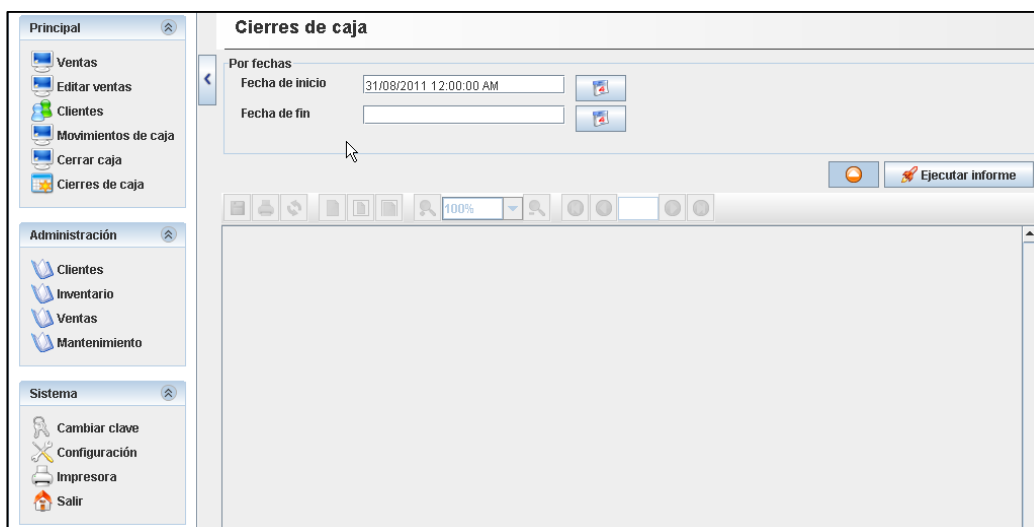 Principal
Ventas
Editar ventas
Clientes
Movimientos de caja
Cerrar caja
Cierres de caja
Administración
Clientes
Inventario
Ventas
Mantenimiento
Sistema
Cambiar clave
Configuración
Impresora
Salir
Cierres de caja
Por fechas
Fecha de inicio 31/08/2011 12:00:00 AM
Fecha de fin
Ejecutar informe
100%